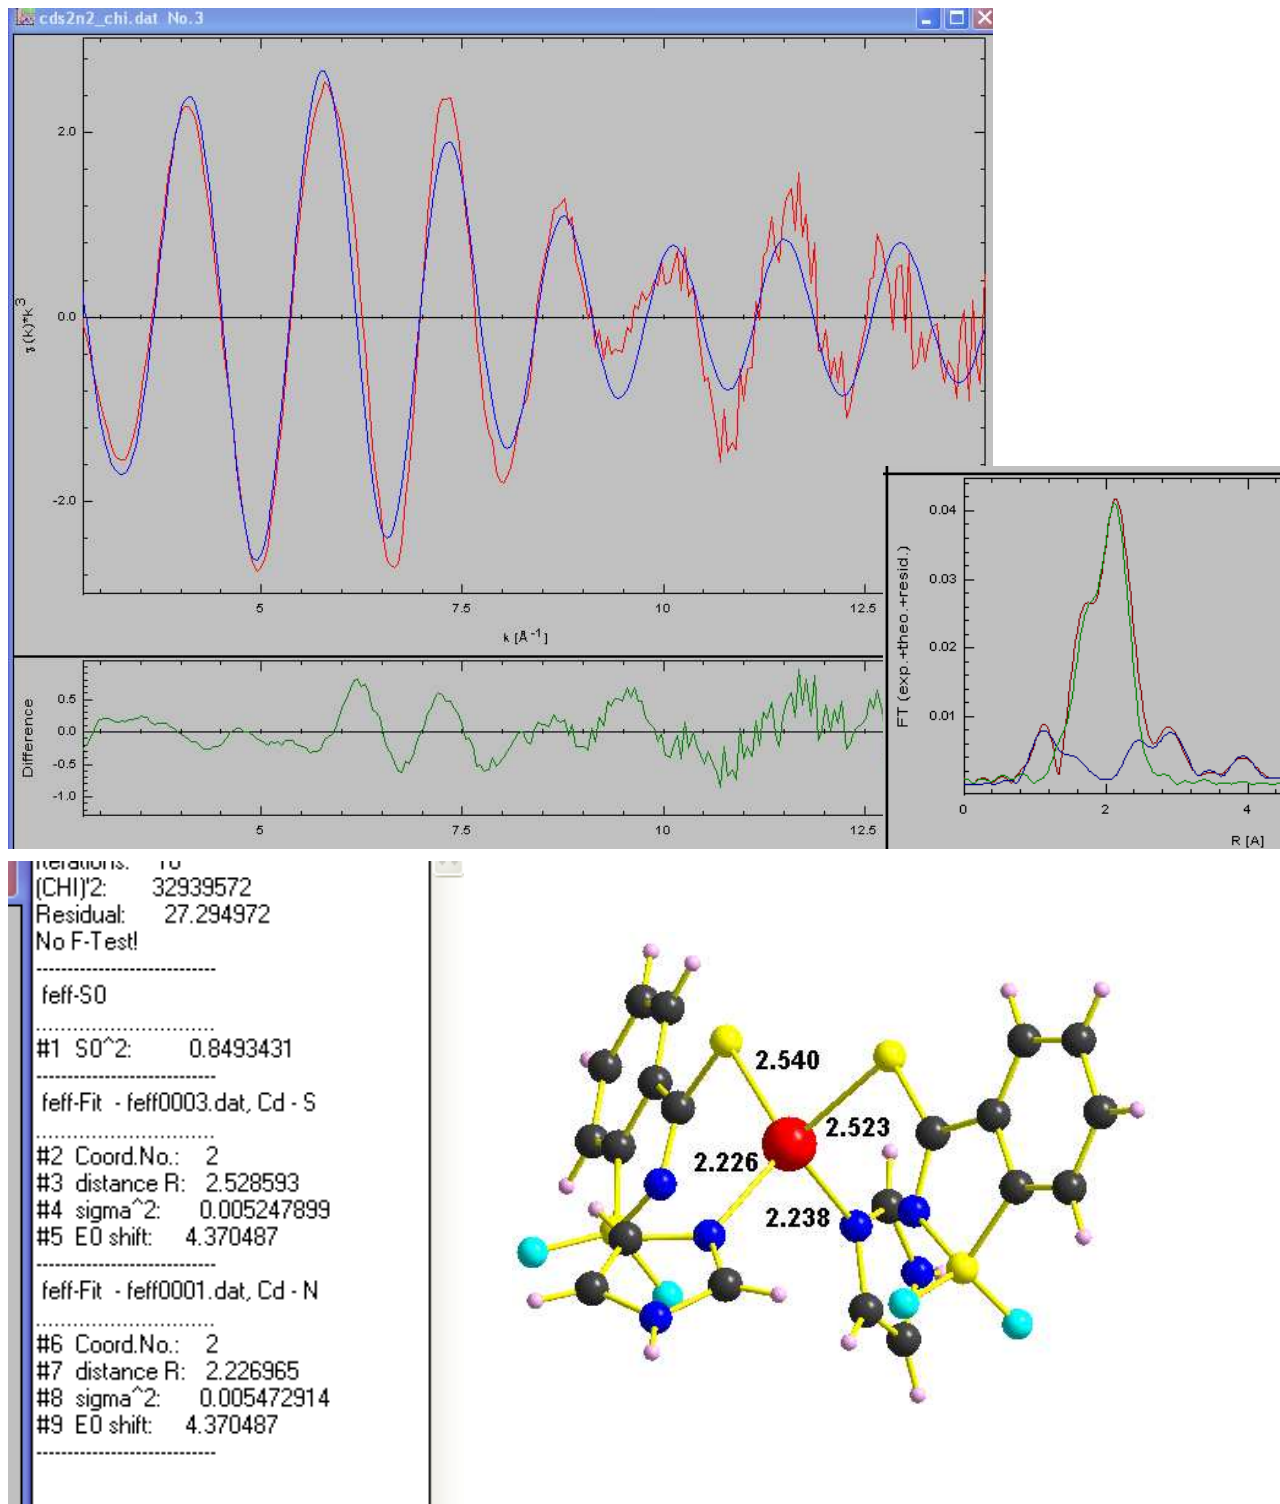 cds2n2_chi.dat No.3
2.0
0.0
-2.0
χ(k)*k^3
5
7.5
10
12.5
k [Å^-1]
Difference
0.5
0.0
-0.5
-1.0
5
7.5
10
12.5
FT (exp.+theo.+resid.)
0.04
0.03
0.02
0.01
0
2
4
R [A]
(CHI)'2: 32939572
Residual: 27.294972
No F-Test!
feff-S0
#1 S0^2: 0.8493431
feff-Fit - feff0003.dat, Cd - S
#2 Coord.No.: 2
#3 distance R: 2.528593
#4 sigma^2: 0.005247899
#5 E0 shift: 4.370487
feff-Fit - feff0001.dat, Cd - N
#6 Coord.No.: 2
#7 distance R: 2.226965
#8 sigma^2: 0.005472914
#9 E0 shift: 4.370487
2.540
2.523
2.226
2.238